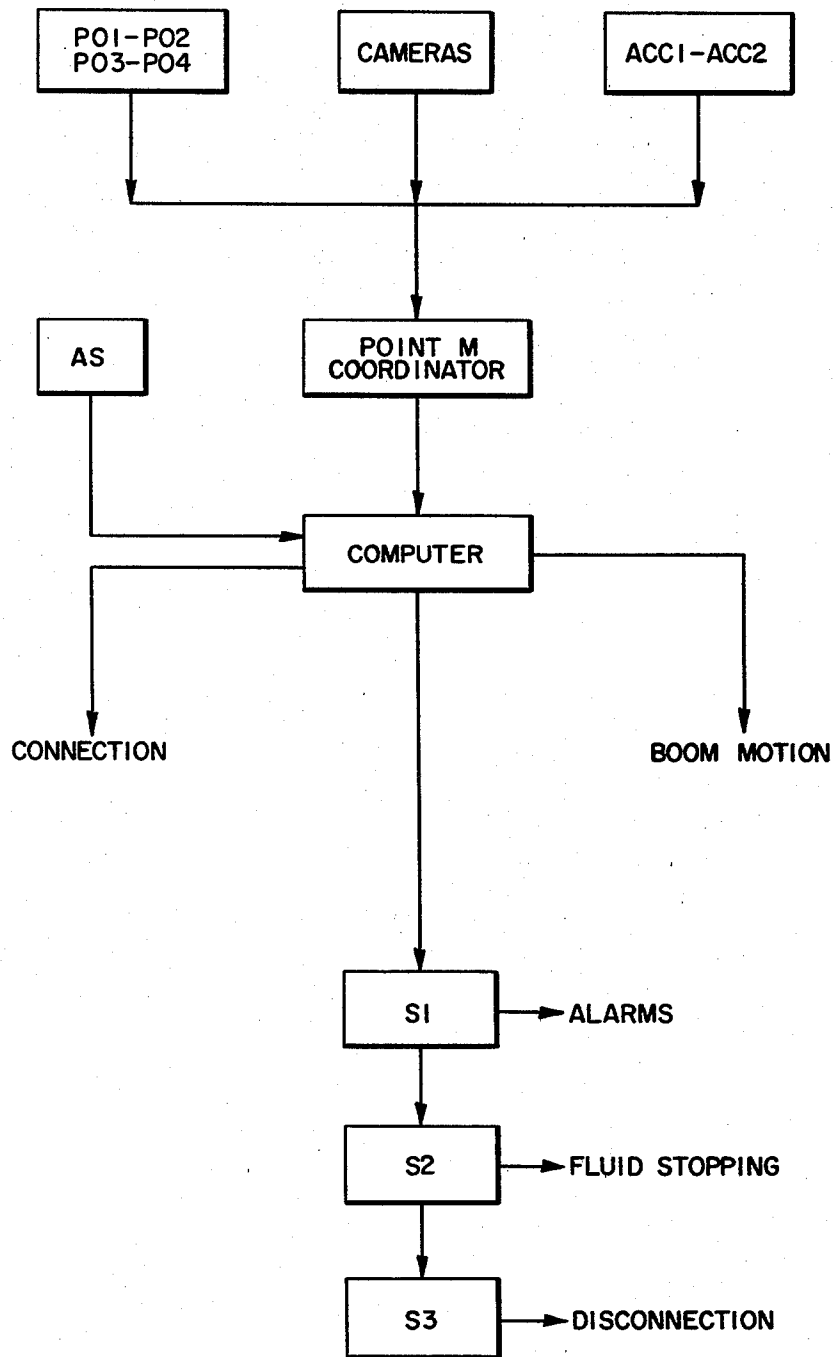 PO1-PO2
PO3-PO4
CAMERAS
ACC1-ACC2
AS
POINT M
COORDINATOR
COMPUTER
CONNECTION
BOOM MOTION
S1
ALARMS
S2
FLUID STOPPING
S3
DISCONNECTION